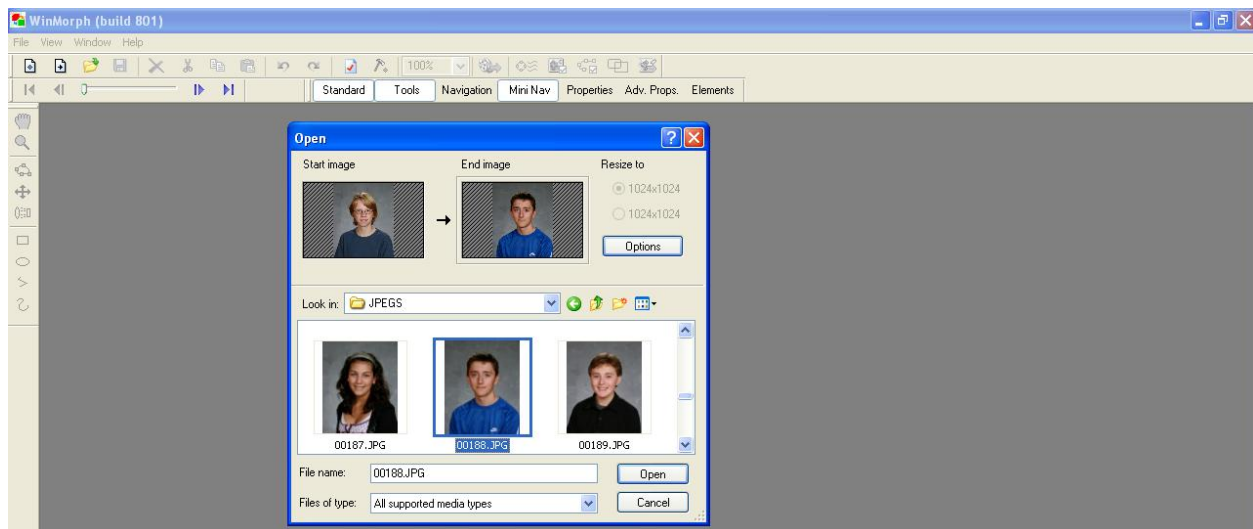 WinMorph (build 801)
File View Window Help
100%
Standard Tools Navigation Mini Nav Properties Adv. Props. Elements
Open
Start image End image Resize to
1024x1024
1024x1024
Options
Look in: JPEGS
00187.JPG 00188.JPG 00189.JPG
File name: 00188.JPG Open
Files of type: All supported media types Cancel